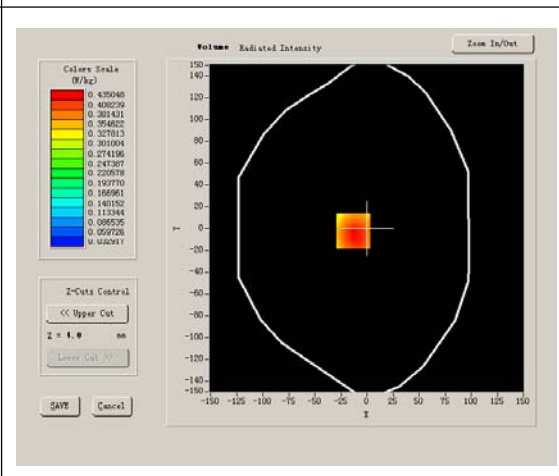 Volume Radiated Intensity
Zoom In/Out
Colors Scale
(W/kg)
0.435048
0.408239
0.381431
0.354622
0.327813
0.301004
0.274196
0.247387
0.220578
0.193770
0.166961
0.140152
0.113344
0.086535
0.059726
0.032917
Z-Cuts Control
<< Upper Cut
Z = 4.0 mm
Lower Cut >>
SAVE Cancel
150
140
120
100
80
60
40
20
0
-20
-40
-60
-80
-100
-120
-140
-150
Y
-150 -125 -100 -75 -50 -25 0 25 50 75 100 125 150
X